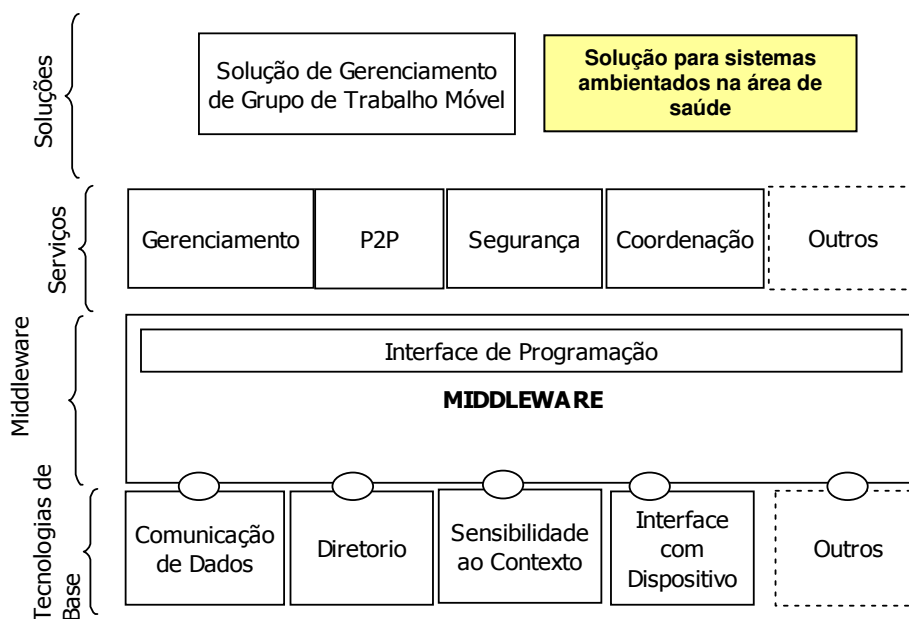 Soluções
Solução de Gerenciamento
de Grupo de Trabalho Móvel
Solução para sistemas
ambientados na área de
saúde
Serviços
Gerenciamento
P2P
Segurança
Coordenação
Outros
Middleware
Interface de Programação
MIDDLEWARE
Tecnologias de
Base
Comunicação
de Dados
Diretorio
Sensibilidade
ao Contexto
Interface
com
Dispositivo
Outros